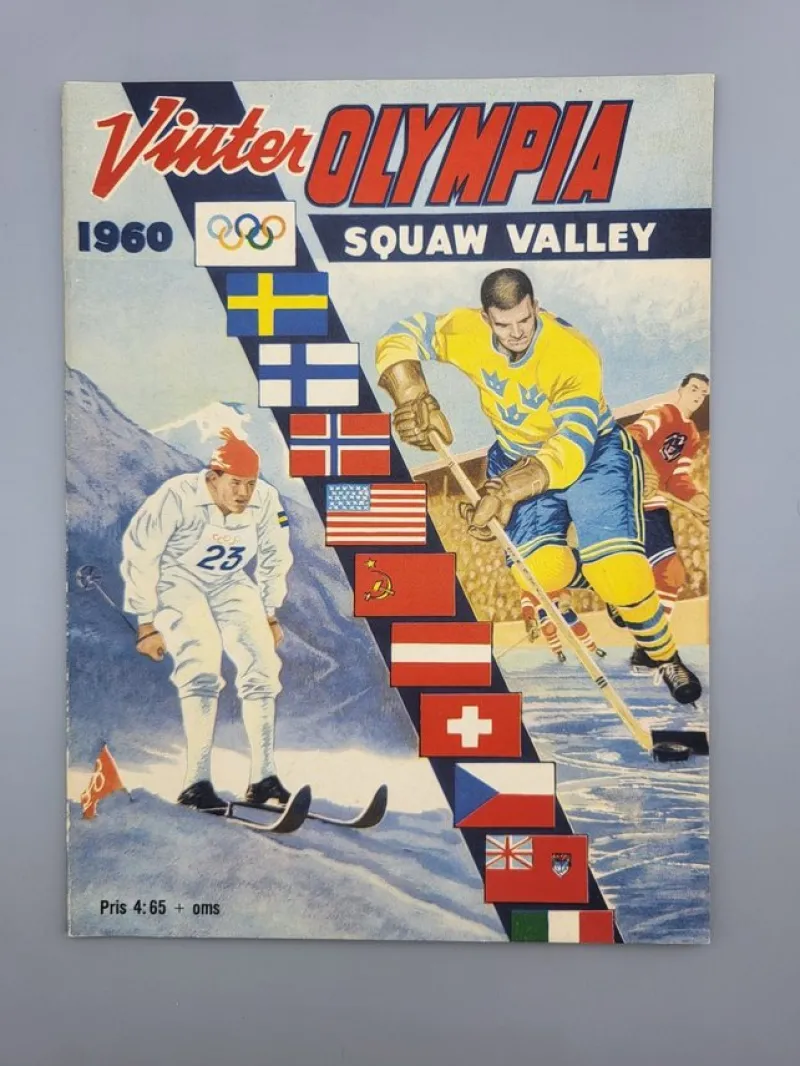 Vinter OLYMPIA
1960
SQUAW VALLEY
23
Pris 4:65 + oms